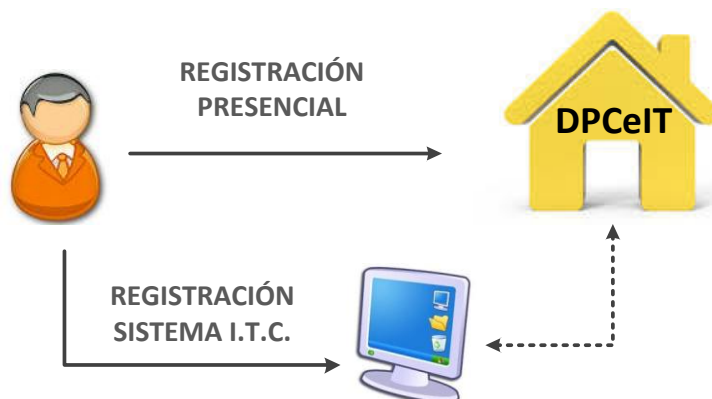 REGISTRACIÓN
PRESENCIAL
DPCeIT
REGISTRACIÓN
SISTEMA I.T.C.